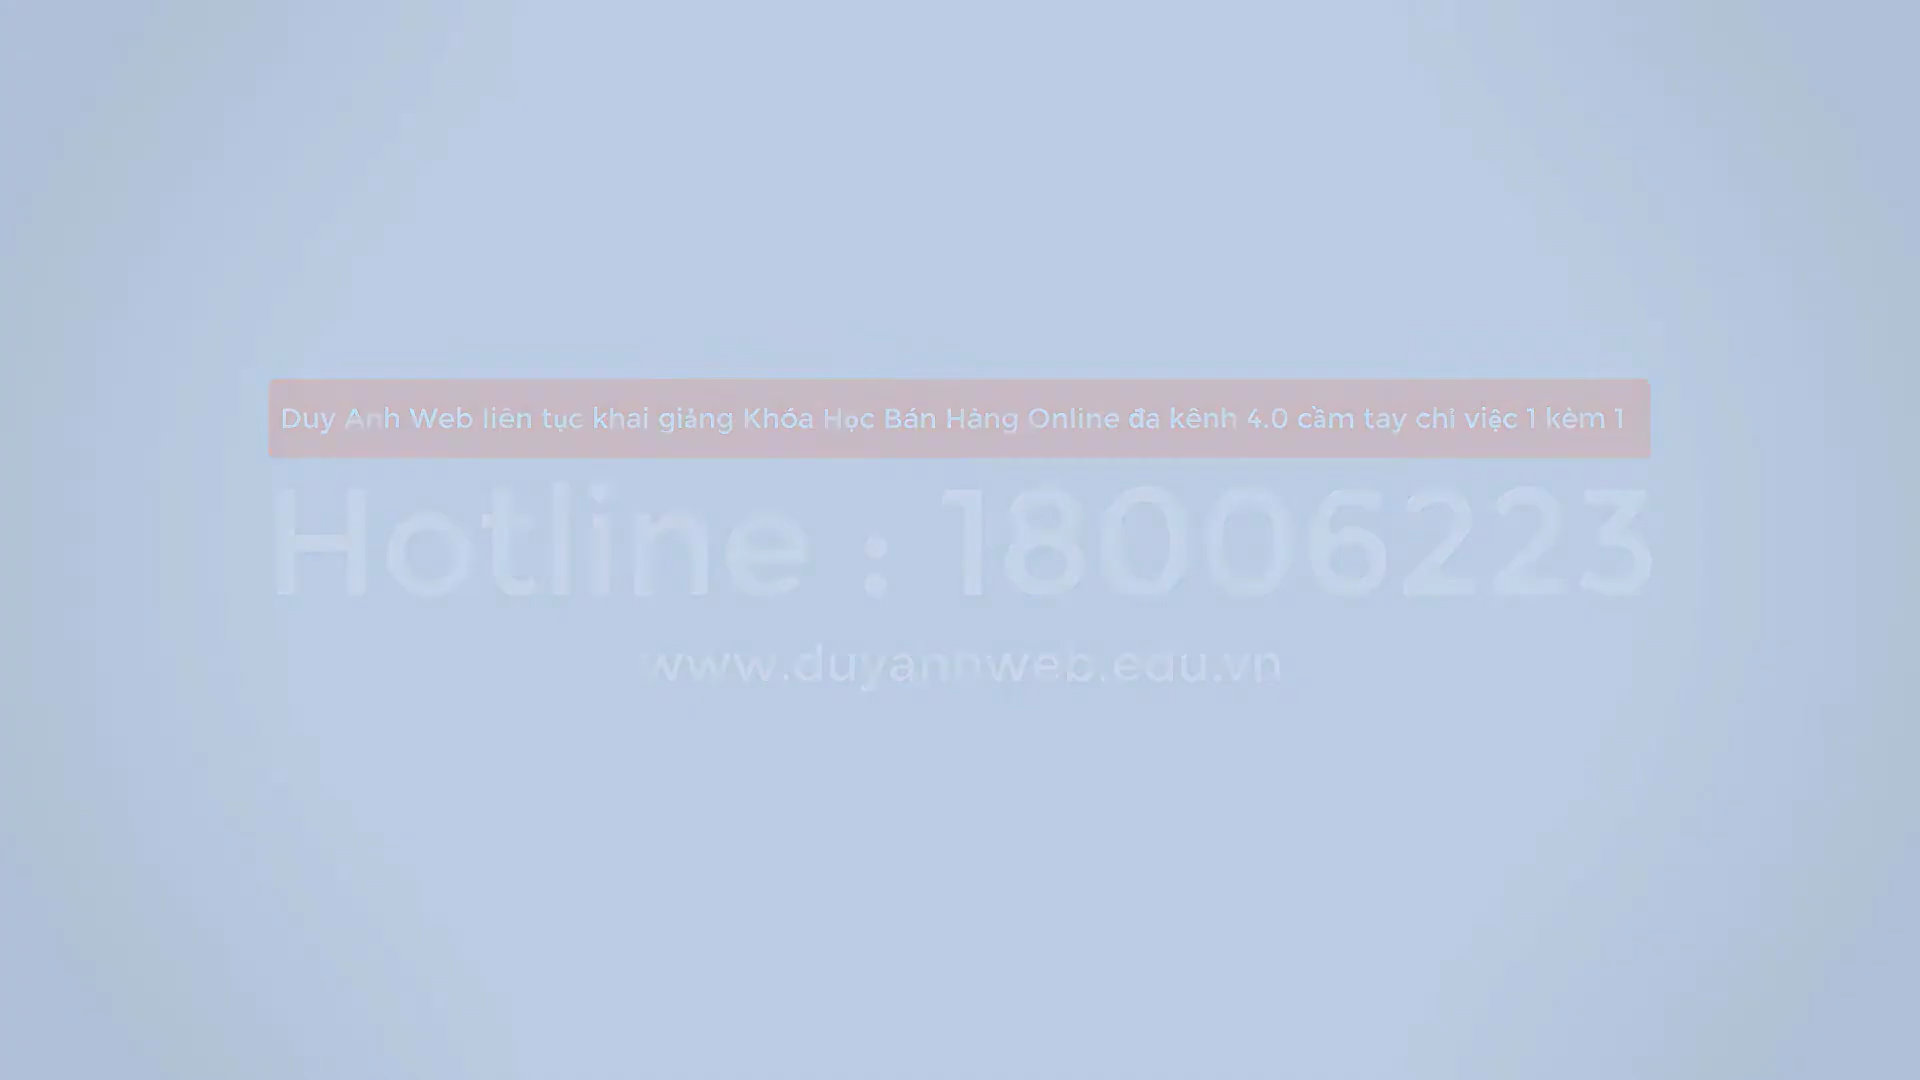 Duy Anh Web liên tục khai giảng Khóa Học Bán Hàng Online đa kênh 4.0 cầm tay chỉ việc 1 kèm 1
Hotline : 18006223
www.duyanhweb.edu.vn